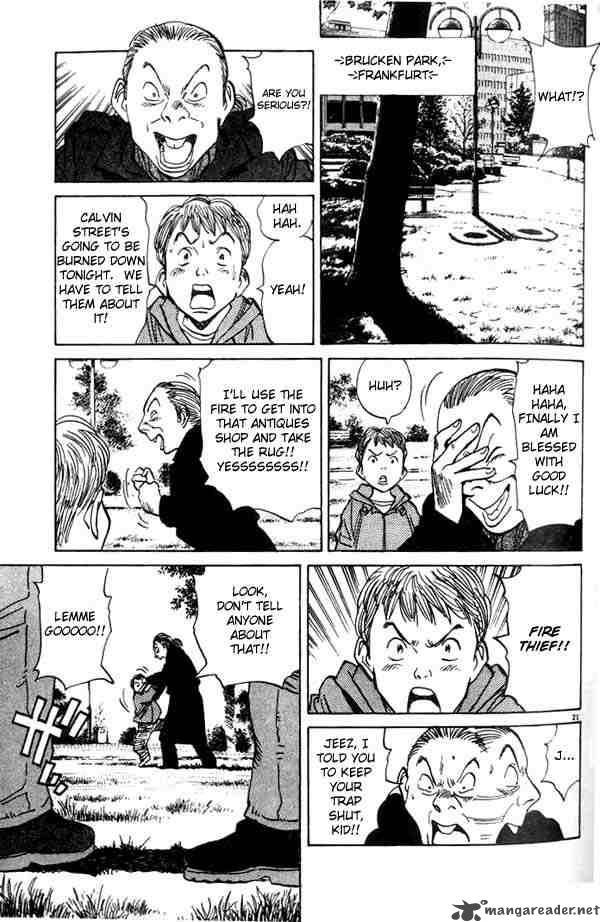 BRUCKEN PARK,
FRANKFURT
WHAT!?
ARE YOU
SERIOUS?!
HAH
HAH.
YEAH!
CALVIN
STREET'S
GOING TO BE
BURNED DOWN
TONIGHT. WE
HAVE TO TELL
THEM ABOUT
IT!
HAHA
HAHA,
FINALLY I
AM
BLESSED
WITH
GOOD
LUCK!!
HUH?
I'LL USE THE
FIRE TO GET INTO
THAT ANTIQUES
SHOP AND TAKE
THE RUG!!
YESSSSSSSS!!
FIRE
THIEF!!
21
J...
JEEZ, I
TOLD YOU
TO KEEP
YOUR
TRAP
SHUT,
KID!!
LOOK,
DON'T TELL
ANYONE
ABOUT
THAT!!
LEMME
GOOOOO!!
ザッ
mangareader.net